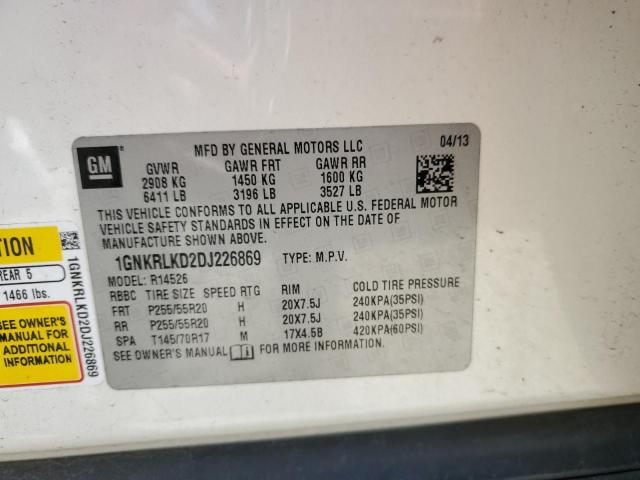 GM
MFD BY GENERAL MOTORS LLC 04/13
GVWR GAWR FRT GAWR RR
2908 KG 1450 KG 1600 KG
6411 LB 3196 LB 3527 LB
THIS VEHICLE CONFORMS TO ALL APPLICABLE U.S. FEDERAL MOTOR
VEHICLE SAFETY STANDARDS IN EFFECT ON THE DATE OF
MANUFACTURE SHOWN ABOVE.
1GNKRLKD2DJ226869 TYPE: M.P.V.
MODEL: R14526
RBBC TIRE SIZE SPEED RTG RIM COLD TIRE PRESSURE
FRT P255/55R20 H 20X7.5J 240KPA(35PSI)
RR P255/55R20 H 20X7.5J 240KPA(35PSI)
SPA T145/70R17 M 17X4.5B 420KPA(60PSI)
SEE OWNER'S MANUAL FOR MORE INFORMATION.
TION
REAR 5
1466 lbs.
SEE OWNER'S
MANUAL FOR
ADDITIONAL
INFORMATION
1GNKRLKD2DJ226869